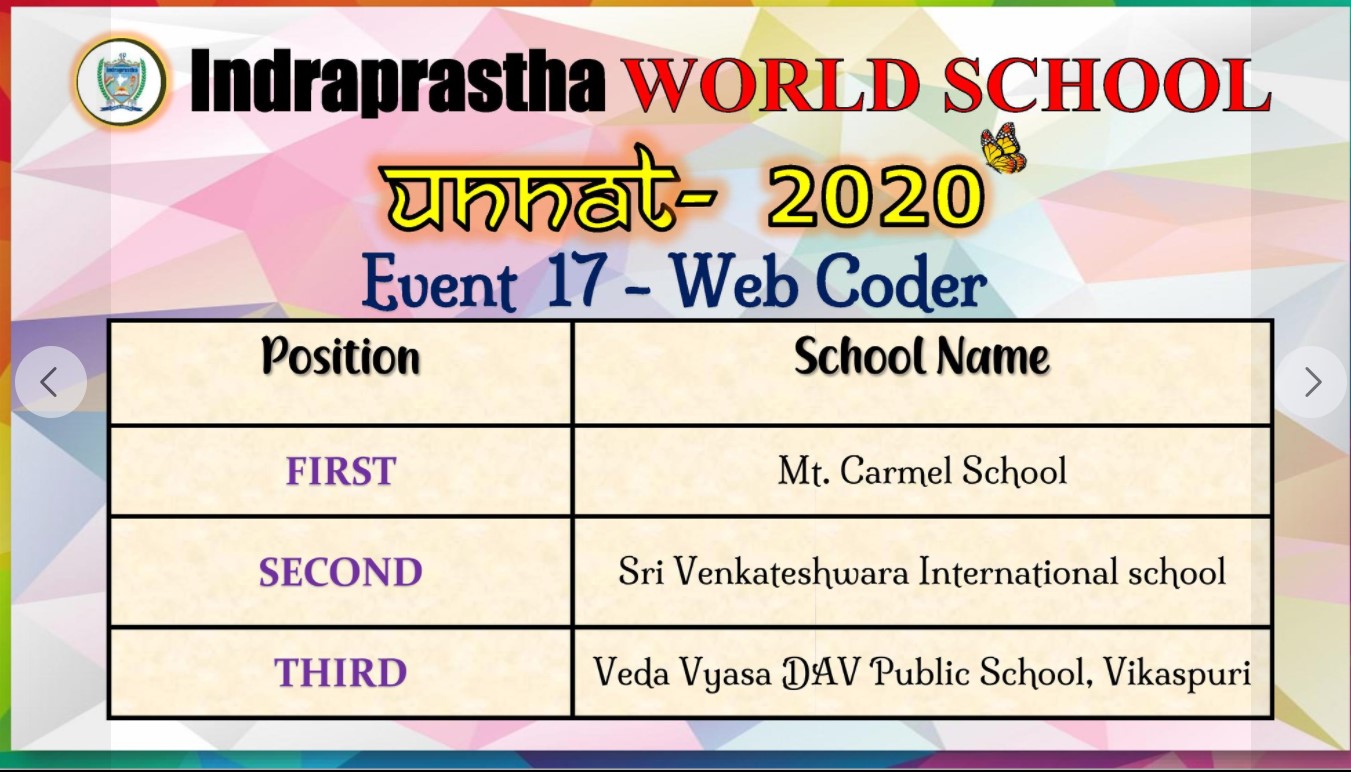 Indraprastha WORLD SCHOOL
unnat- 2020
Event 17 - Web Coder
Position School Name
FIRST Mt. Carmel School
SECOND Sri Venkateshwara International school
THIRD Veda Vyasa DAV Public School, Vikaspuri